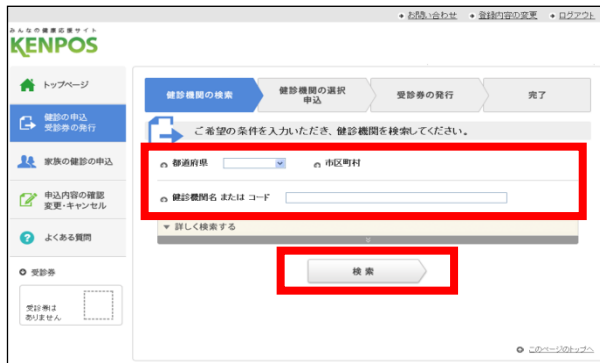 お問い合わせ 登録内容の変更 ログアウト
みんなの健康応援サイト
KENPOS
トップページ
健診の申込
受診券の発行
家族の健診の申込
申込内容の確認
変更・キャンセル
よくある質問
受診券
受診券は
ありません
健診機関の検索
健診機関の選択
申込
受診券の発行
完了
ご希望の条件を入力いただき、健診機関を検索してください。
都道府県 市区町村
健診機関名 または コード
詳しく検索する
検 索
このページのトップへ